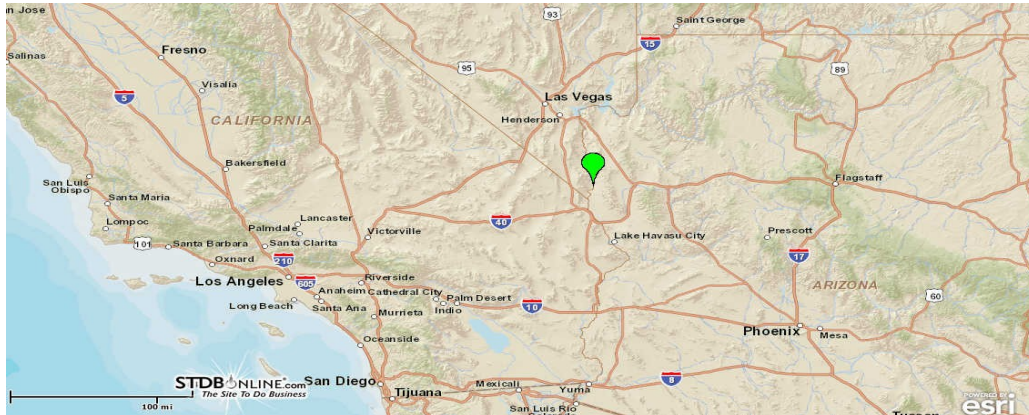 an Jose
Salinas
Fresno
Visalia
5
CALIFORNIA
Bakersfield
San Luis
Obispo
Santa Maria
Lompoc
101
Santa Barbara
Oxnard
Lancaster
Palmdale
Santa Clarita
210
Los Angeles
605
Long Beach
Anaheim
Santa Ana
Victorville
Riverside
Cathedral City
Palm Desert
Indio
Murrieta
Oceanside
San Diego
Tijuana
Mexicali
Yuma
San Luis Río
93
95
Las Vegas
Henderson
15
Saint George
89
40
Lake Havasu City
Flagstaff
Prescott
17
ARIZONA
60
10
Phoenix
Mesa
8
Tucson
100 mi
STDBONLINE.com
The Site To Do Business
POWERED BY
esri